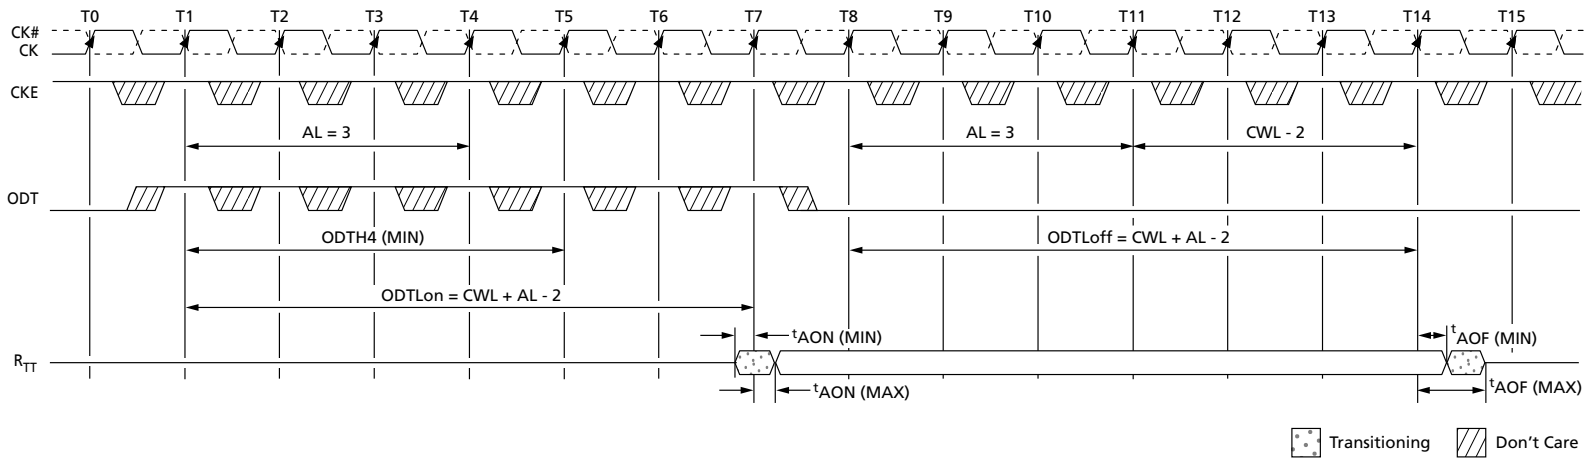 T0 T1 T2 T3 T4 T5 T6 T7 T8 T9 T10 T11 T12 T13 T14 T15
CK#
CK
CKE
AL = 3 AL = 3 CWL - 2
ODT
ODTH4 (MIN) ODTLoff = CWL + AL - 2
ODTLon = CWL + AL - 2
tAON (MIN) tAOF (MIN)
RTT
tAON (MAX) tAOF (MAX)
Transitioning Don't Care